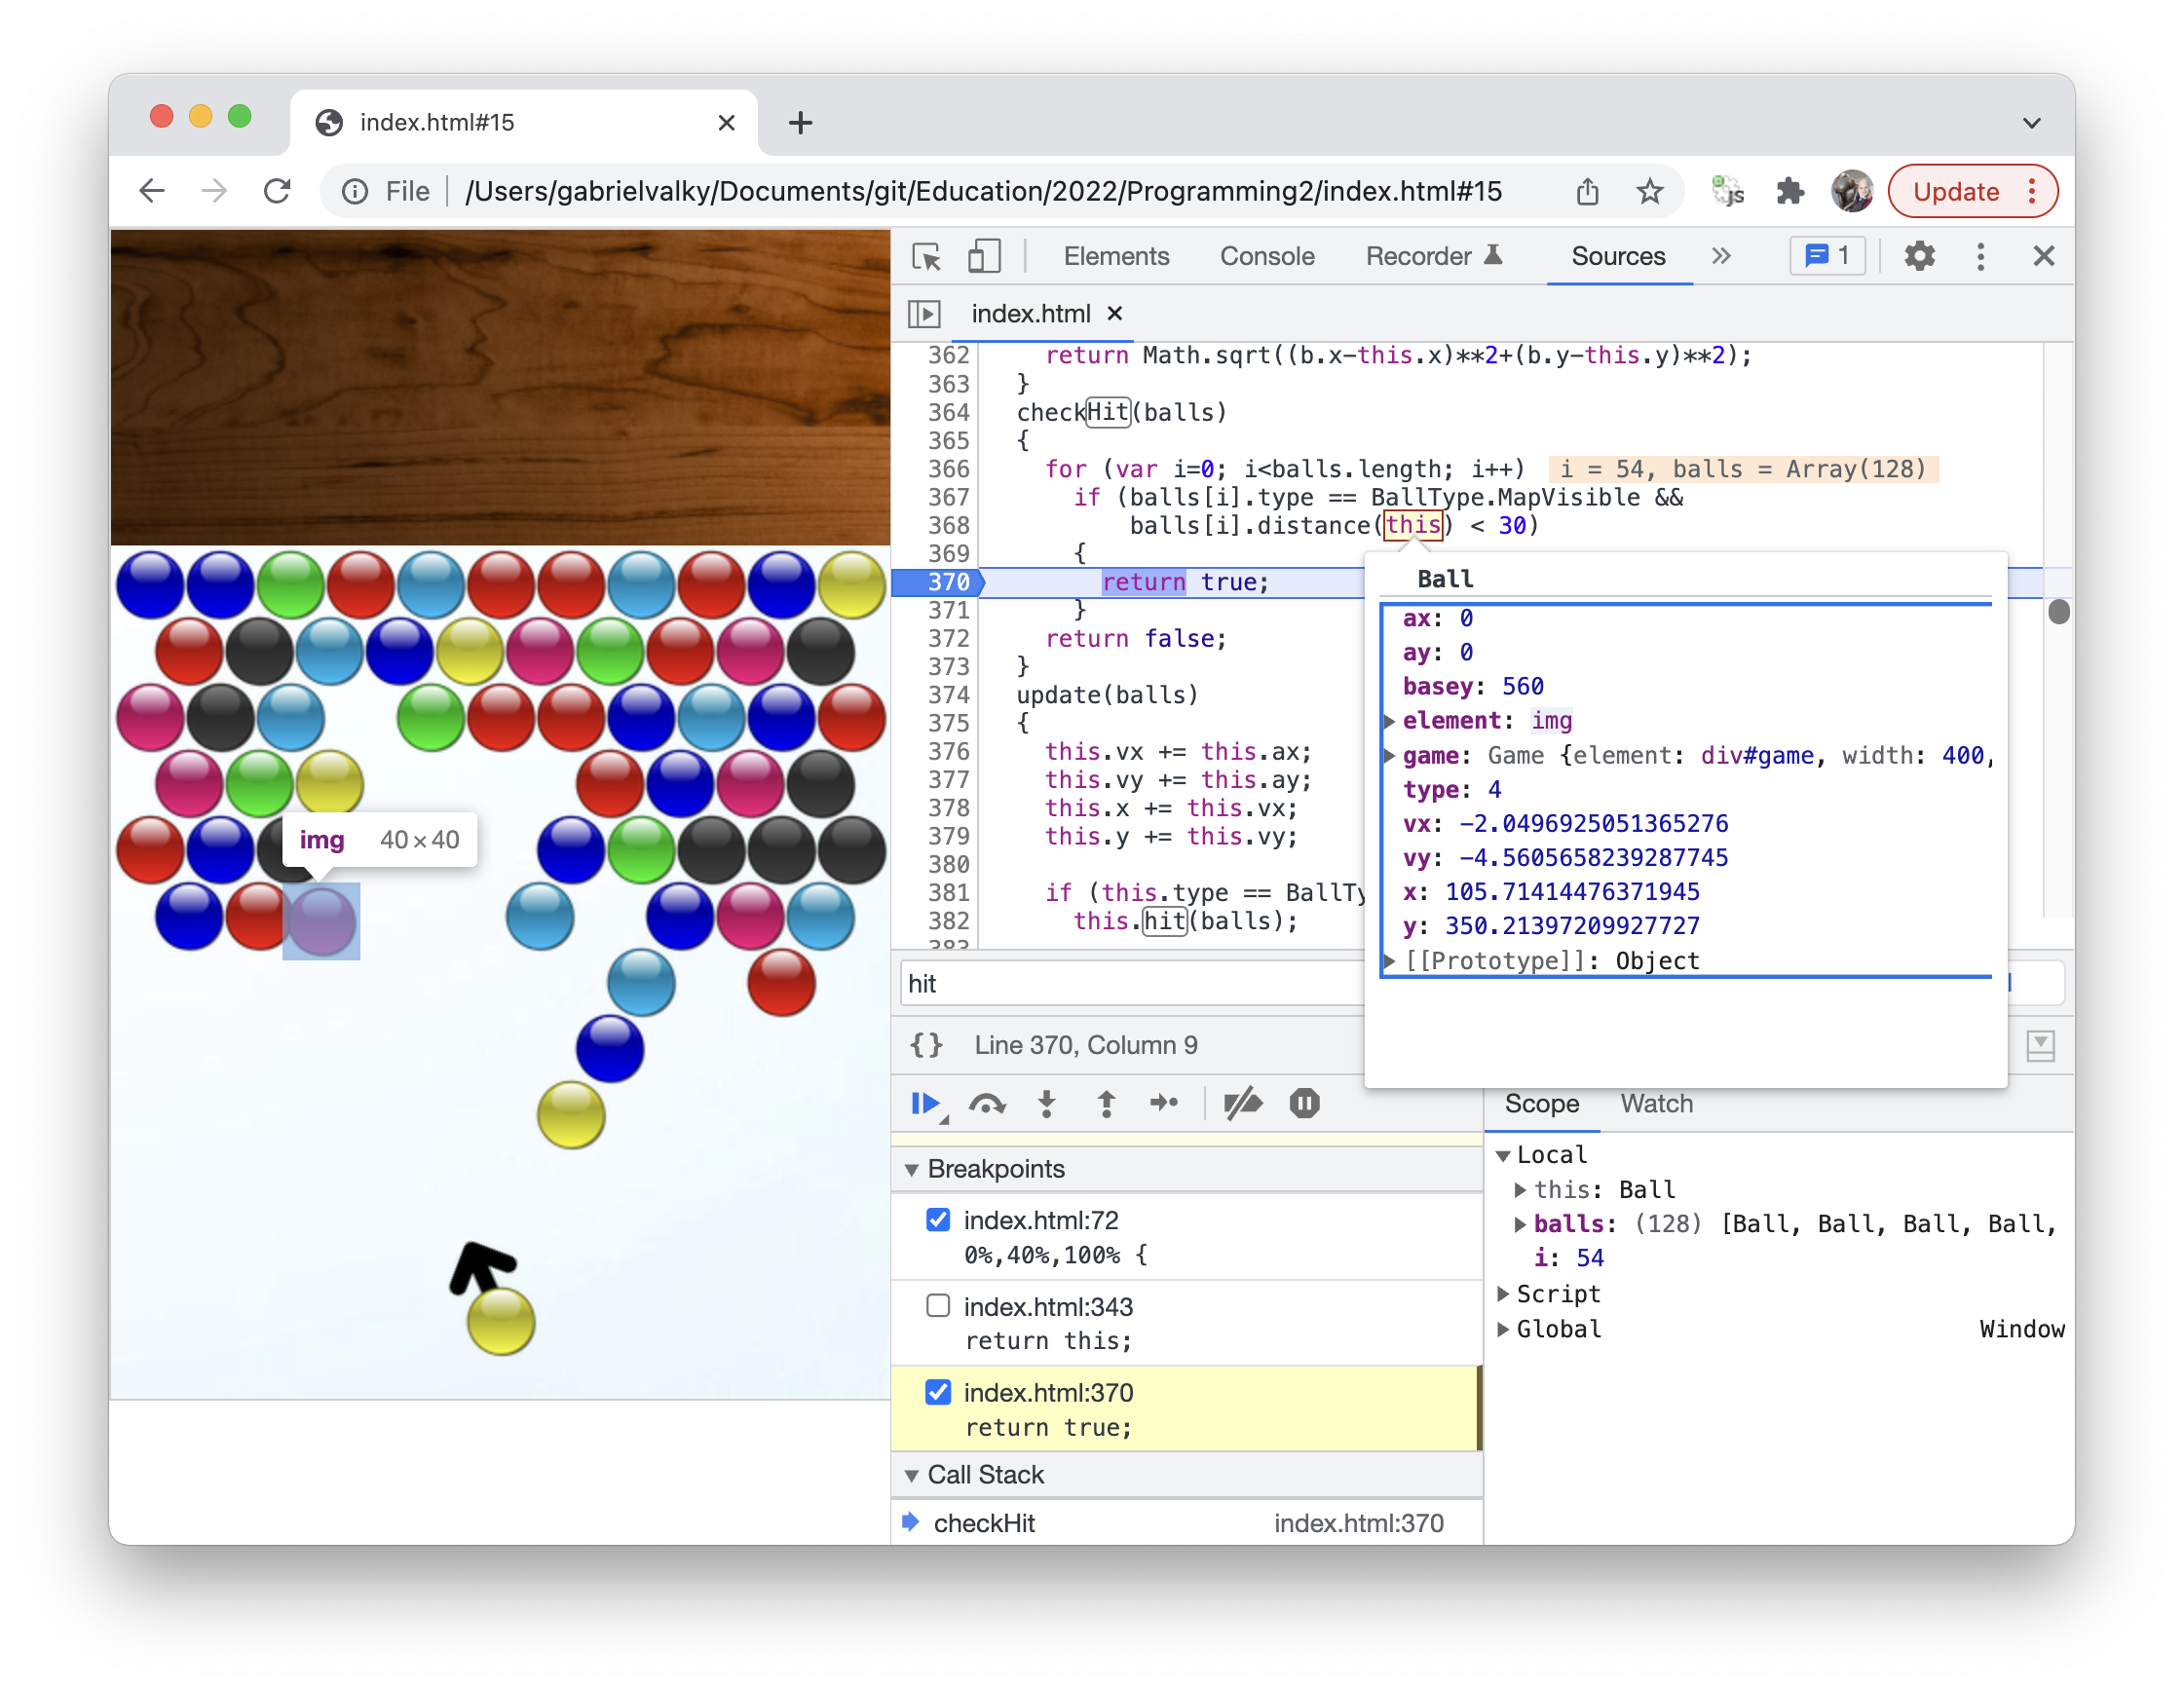 index.html#15
File
/Users/gabrielvalky/Documents/git/Education/2022/Programming2/index.html#15
js
Update
Elements
Console
Recorder
Sources
1
index.html
362 return Math.sqrt((b.x-this.x)**2+(b.y-this.y)**2);
363 }
364 checkHit(balls)
365 {
366 for (var i=0; i<balls.length; i++) i = 54, balls = Array(128)
367 if (balls[i].type == BallType.MapVisible &&
368 balls[i].distance(this) < 30)
369 {
370 return true;
371 }
372 return false;
373 }
374 update(balls)
375 {
376 this.vx += this.ax;
377 this.vy += this.ay;
378 this.x += this.vx;
379 this.y += this.vy;
380
381 if (this.type == BallTy
382 this.hit(balls);
383
Ball
ax: 0
ay: 0
basey: 560
element: img
game: Game {element: div#game, width: 400,
type: 4
vx: -2.0496925051365276
vy: -4.5605658239287745
x: 105.71414476371945
y: 350.21397209927727
[[Prototype]]: Object
img 40×40
hit
{} Line 370, Column 9
Scope
Watch
Breakpoints
index.html:72
0%,40%,100% {
index.html:343
return this;
index.html:370
return true;
Call Stack
checkHit index.html:370
Local
this: Ball
balls: (128) [Ball, Ball, Ball, Ball,
i: 54
Script
Global Window